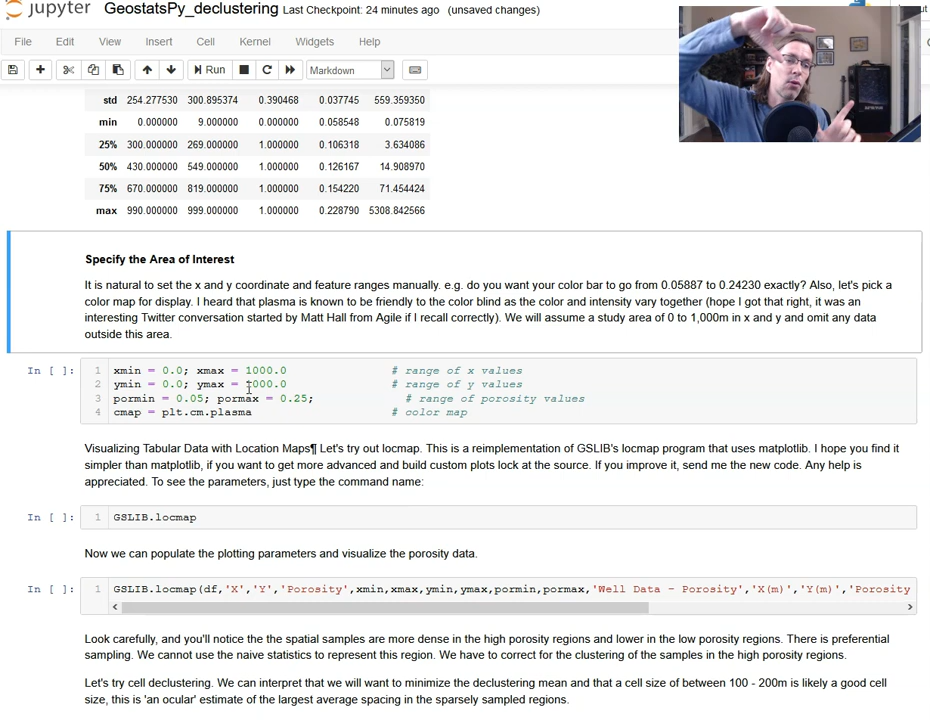 jupyter GeostatsPy_declustering Last Checkpoint: 24 minutes ago (unsaved changes)
File Edit View Insert Cell Kernel Widgets Help
Run Markdown
std 254.277530 300.895374 0.390468 0.037745 559.359350
min 0.000000 9.000000 0.000000 0.058548 0.075819
25% 300.000000 269.000000 1.000000 0.106318 3.634086
50% 430.000000 549.000000 1.000000 0.126167 14.908970
75% 670.000000 819.000000 1.000000 0.154220 71.454424
max 990.000000 999.000000 1.000000 0.228790 5308.842566
Specify the Area of Interest
It is natural to set the x and y coordinate and feature ranges manually. e.g. do you want your color bar to go from 0.05887 to 0.24230 exactly? Also, let's pick a
color map for display. I heard that plasma is known to be friendly to the color blind as the color and intensity vary together (hope I got that right, it was an
interesting Twitter conversation started by Matt Hall from Agile if I recall correctly). We will assume a study area of 0 to 1,000m in x and y and omit any data
outside this area.
In [ ]: 1 xmin = 0.0; xmax = 1000.0 # range of x values
2 ymin = 0.0; ymax = 1000.0 # range of y values
3 pormin = 0.05; pormax = 0.25; # range of porosity values
4 cmap = plt.cm.plasma # color map
Visualizing Tabular Data with Location Maps¶ Let's try out locmap. This is a reimplementation of GSLIB's locmap program that uses matplotlib. I hope you find it
simpler than matplotlib, if you want to get more advanced and build custom plots lock at the source. If you improve it, send me the new code. Any help is
appreciated. To see the parameters, just type the command name:
In [ ]: 1 GSLIB.locmap
Now we can populate the plotting parameters and visualize the porosity data.
In [ ]: 1 GSLIB.locmap(df,'X','Y','Porosity',xmin,xmax,ymin,ymax,pormin,pormax,'Well Data - Porosity','X(m)','Y(m)','Porosity
Look carefully, and you'll notice the the spatial samples are more dense in the high porosity regions and lower in the low porosity regions. There is preferential
sampling. We cannot use the naive statistics to represent this region. We have to correct for the clustering of the samples in the high porosity regions.
Let's try cell declustering. We can interpret that we will want to minimize the declustering mean and that a cell size of between 100 - 200m is likely a good cell
size, this is 'an ocular' estimate of the largest average spacing in the sparsely sampled regions.